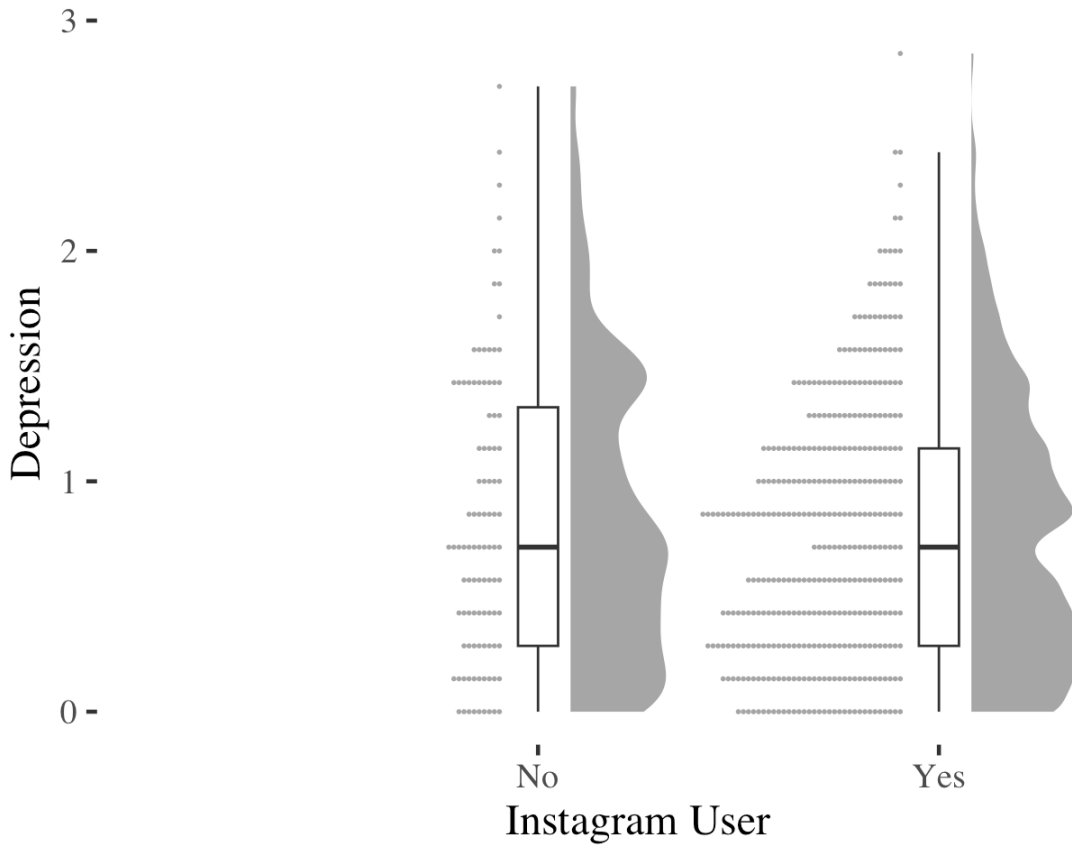 3
2
1
0
Depression
No
Yes
Instagram User